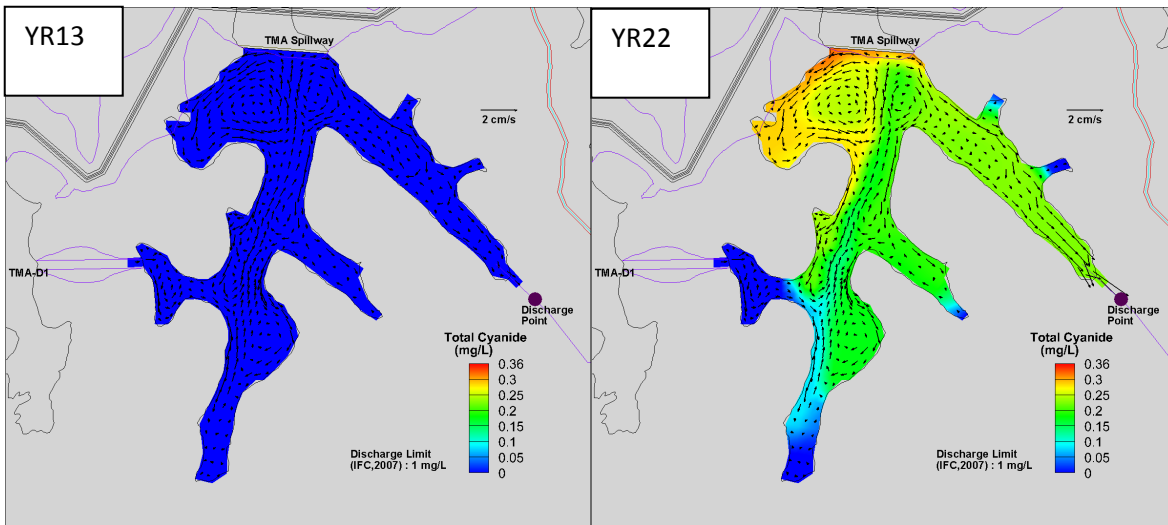 YR13
TMA Spillway
2 cm/s
TMA-D1
Discharge
Point
Total Cyanide
(mg/L)
0.36
0.3
0.25
0.2
0.15
0.1
0.05
0
Discharge Limit
(IFC,2007) : 1 mg/L
YR22
TMA Spillway
2 cm/s
TMA-D1
Discharge
Point
Total Cyanide
(mg/L)
0.36
0.3
0.25
0.2
0.15
0.1
0.05
0
Discharge Limit
(IFC,2007) : 1 mg/L